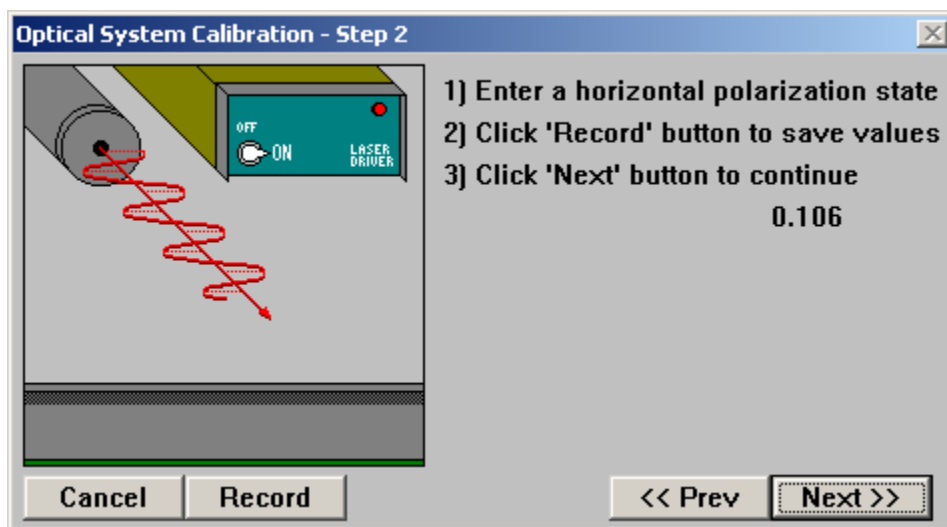 Optical System Calibration - Step 2
OFF
ON
LASER
DRIVER
1) Enter a horizontal polarization state
2) Click 'Record' button to save values
3) Click 'Next' button to continue
0.106
Cancel
Record
<< Prev
Next >>